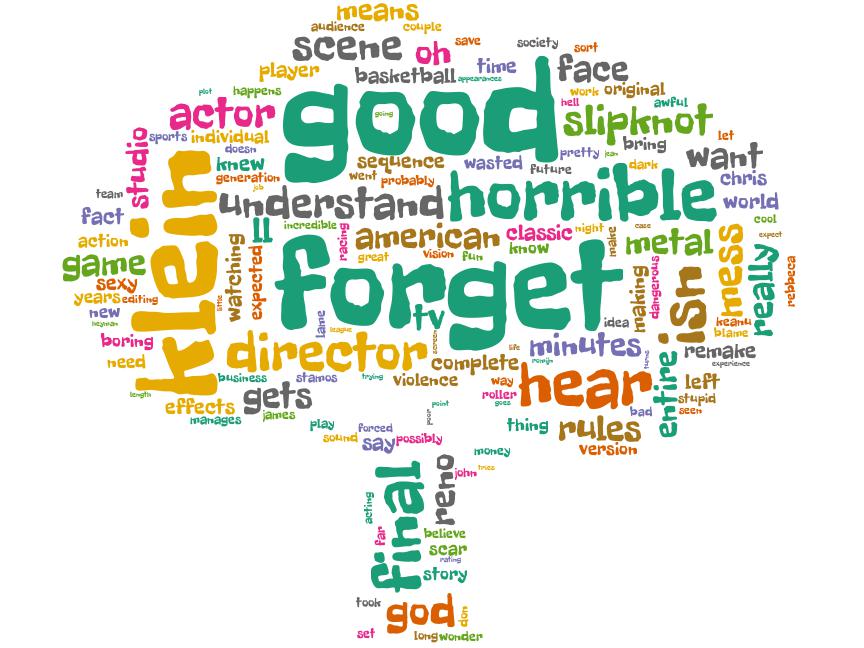 means
audience couple
scene oh save society sort
player basketball time face
appearances
plot happens work original
actor good going hell awful
slipknot
studio sports individual let
doesn sequence wasted pretty jean bring want
knew future dark
generation went probably chris
job
team understand horrible world
fact ll incredible classic night case cool
klein racing american make metal expect
action great vision fun know
game watching expected forget dangerous mess really rebbeca
sexy making ish
years editing little
new lame tv idea keanu
heyman league blame
boring director screen minutes remake
need complete life romijn turns experience
business stamos trying violence way hear entire left
length gets roller stupid
effects point goes bad seen
manages james play poor thing rules
sound forced
say possibly version
money
final reno john tries
acting
far believe
scar
rating
story
took god don
set long wonder